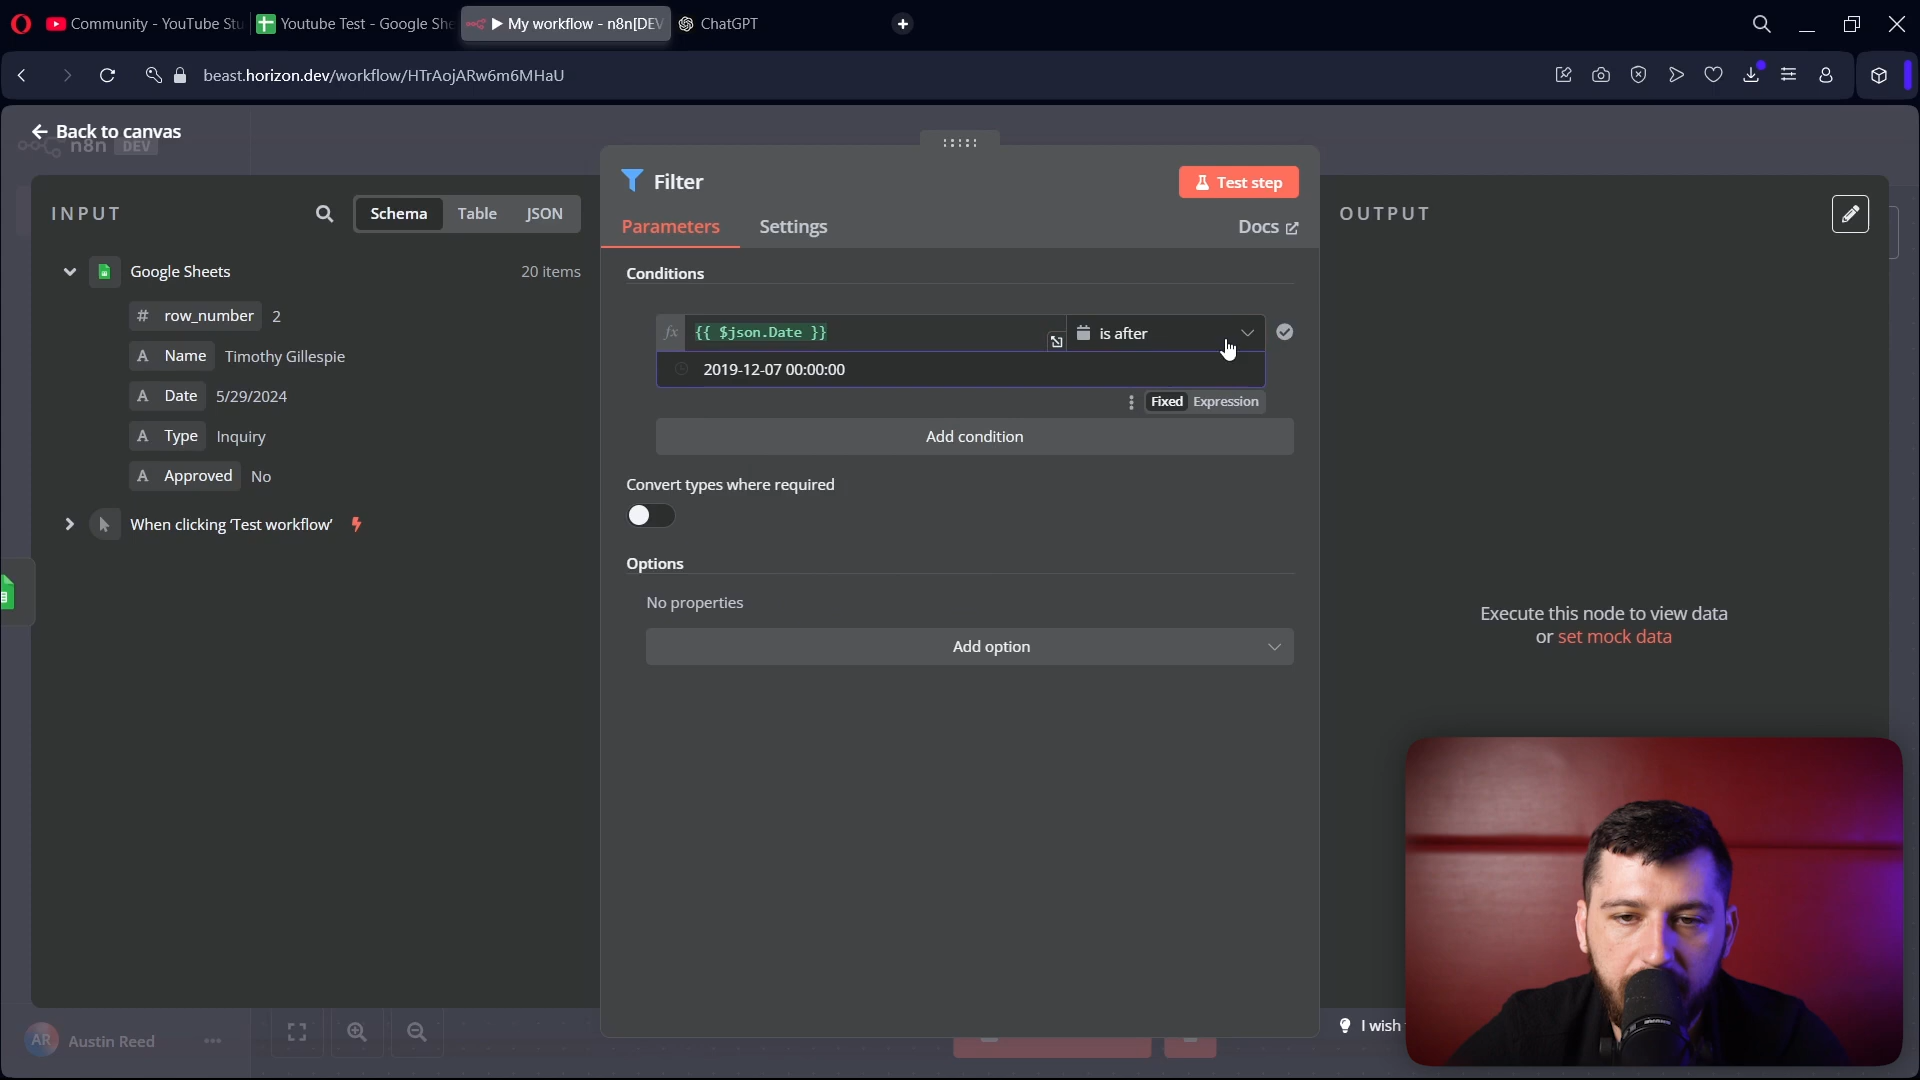 Community - YouTube Stu
Youtube Test - Google She
▶ My workflow - n8n[DEV
ChatGPT
beast.horizon.dev/workflow/HTrAojARw6m6MHaU
Back to canvas
n8n DEV
INPUT
Schema Table JSON
Google Sheets 20 items
# row_number 2
A Name Timothy Gillespie
A Date 5/29/2024
A Type Inquiry
A Approved No
When clicking ‘Test workflow’
Filter
Test step
Parameters Settings Docs
Conditions
fx {{ $json.Date }} is after
2019-12-07 00:00:00
Fixed Expression
Add condition
Convert types where required
Options
No properties
Add option
OUTPUT
Execute this node to view data
or set mock data
AR Austin Reed
I wish